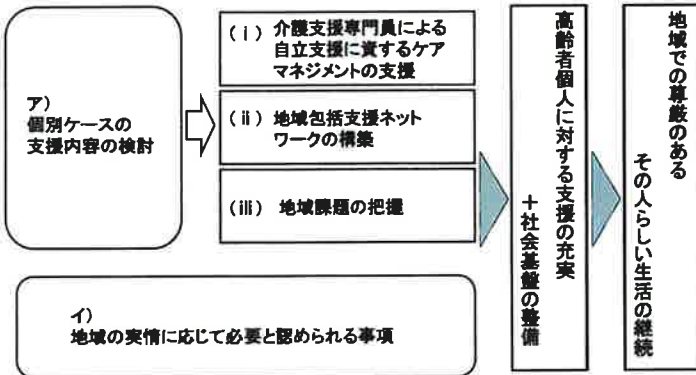 ア)
個別ケースの
支援内容の検討
(ⅰ) 介護支援専門員による
自立支援に資するケア
マネジメントの支援
(ⅱ) 地域包括支援ネット
ワークの構築
(ⅲ) 地域課題の把握
イ)
地域の実情に応じて必要と認められる事項
高齢者個人に対する支援の充実
＋社会基盤の整備
地域での尊厳のある
その人らしい生活の継続